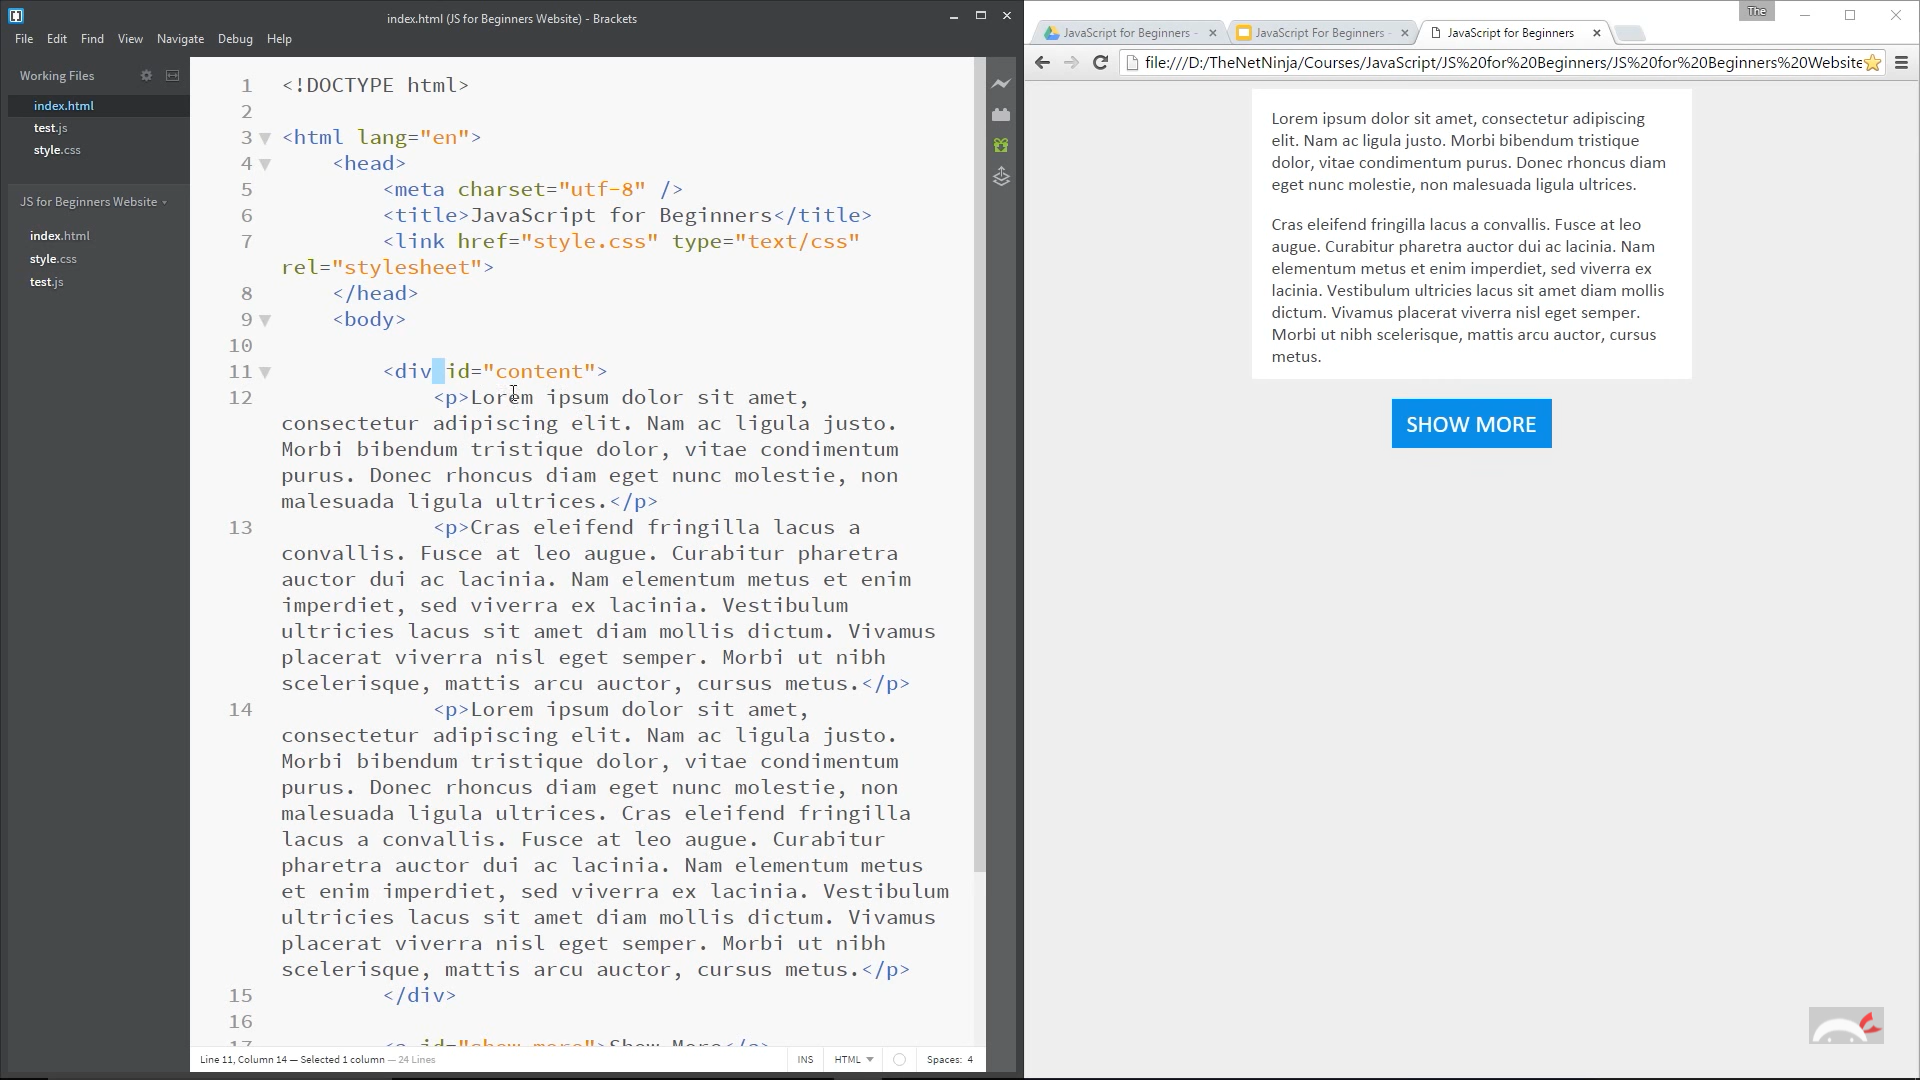 index.html (JS for Beginners Website) - Brackets
File Edit Find View Navigate Debug Help
Working Files
index.html
test.js
style.css
JS for Beginners Website
index.html
style.css
test.js
1 <!DOCTYPE html>
2
3 <html lang="en">
4 <head>
5 <meta charset="utf-8" />
6 <title>JavaScript for Beginners</title>
7 <link href="style.css" type="text/css"
rel="stylesheet">
8 </head>
9 <body>
10
11 <div id="content">
12 <p>Lorem ipsum dolor sit amet,
consectetur adipiscing elit. Nam ac ligula justo.
Morbi bibendum tristique dolor, vitae condimentum
purus. Donec rhoncus diam eget nunc molestie, non
malesuada ligula ultrices.</p>
13 <p>Cras eleifend fringilla lacus a
convallis. Fusce at leo augue. Curabitur pharetra
auctor dui ac lacinia. Nam elementum metus et enim
imperdiet, sed viverra ex lacinia. Vestibulum
ultricies lacus sit amet diam mollis dictum. Vivamus
placerat viverra nisl eget semper. Morbi ut nibh
scelerisque, mattis arcu auctor, cursus metus.</p>
14 <p>Lorem ipsum dolor sit amet,
consectetur adipiscing elit. Nam ac ligula justo.
Morbi bibendum tristique dolor, vitae condimentum
purus. Donec rhoncus diam eget nunc molestie, non
malesuada ligula ultrices. Cras eleifend fringilla
lacus a convallis. Fusce at leo augue. Curabitur
pharetra auctor dui ac lacinia. Nam elementum metus
et enim imperdiet, sed viverra ex lacinia. Vestibulum
ultricies lacus sit amet diam mollis dictum. Vivamus
placerat viverra nisl eget semper. Morbi ut nibh
scelerisque, mattis arcu auctor, cursus metus.</p>
15 </div>
16
17 <a id="show-more">Show More</a>
Line 11, Column 14 — Selected 1 column — 24 Lines
INS HTML Spaces: 4
The
JavaScript for Beginners - JavaScript For Beginners - JavaScript for Beginners
file:///D:/TheNetNinja/Courses/JavaScript/JS%20for%20Beginners/JS%20for%20Beginners%20Website
Lorem ipsum dolor sit amet, consectetur adipiscing
elit. Nam ac ligula justo. Morbi bibendum tristique
dolor, vitae condimentum purus. Donec rhoncus diam
eget nunc molestie, non malesuada ligula ultrices.
Cras eleifend fringilla lacus a convallis. Fusce at leo
augue. Curabitur pharetra auctor dui ac lacinia. Nam
elementum metus et enim imperdiet, sed viverra ex
lacinia. Vestibulum ultricies lacus sit amet diam mollis
dictum. Vivamus placerat viverra nisl eget semper.
Morbi ut nibh scelerisque, mattis arcu auctor, cursus
metus.
SHOW MORE